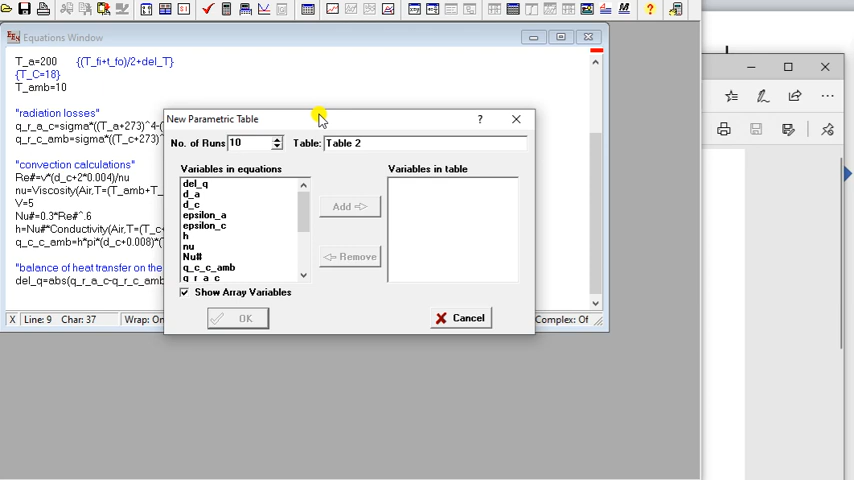 Equations Window
T_a=200 {(T_fi+t_fo)/2+del_T}
{T_C=18}
T_amb=10
"radiation losses"
q_r_a_c=sigma*((T_a+273)^4-(
q_r_c_amb=sigma*((T_c+273)^
"convection calculations"
Re#=v*(d_c+2*0.004)/nu
nu=Viscosity(Air,T=(T_amb+T_
V=5
Nu#=0.3*Re#^.6
h=Nu#*Conductivity(Air,T=(T_c
q_c_c_amb=h*pi*(d_c+0.008)*(
"balance of heat transfer on the
del_q=abs(q_r_a_c-q_r_c_amb
X Line: 9 Char: 37 Wrap: On
Complex: Of
New Parametric Table ?
No. of Runs 10 Table: Table 2
Variables in equations Variables in table
del_q
d_a
d_c
epsilon_a
epsilon_c
h
nu
Nu#
q_c_c_amb
q_r_a_c
Add
Remove
Show Array Variables
OK Cancel